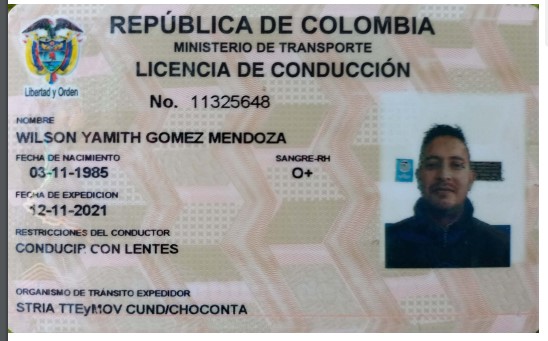 REPÚBLICA DE COLOMBIA
MINISTERIO DE TRANSPORTE
LICENCIA DE CONDUCCIÓN
Libertad y Orden
No. 11325648
NOMBRE
WILSON YAMITH GOMEZ MENDOZA
FECHA DE NACIMIENTO SANGRE-RH
03-11-1985 O+
FECHA DE EXPEDICION
12-11-2021
RESTRICCIONES DEL CONDUCTOR
CONDUCIR CON LENTES
ORGANISMO DE TRÁNSITO EXPEDIDOR
STRIA TTEyMOV CUND/CHOCONTA